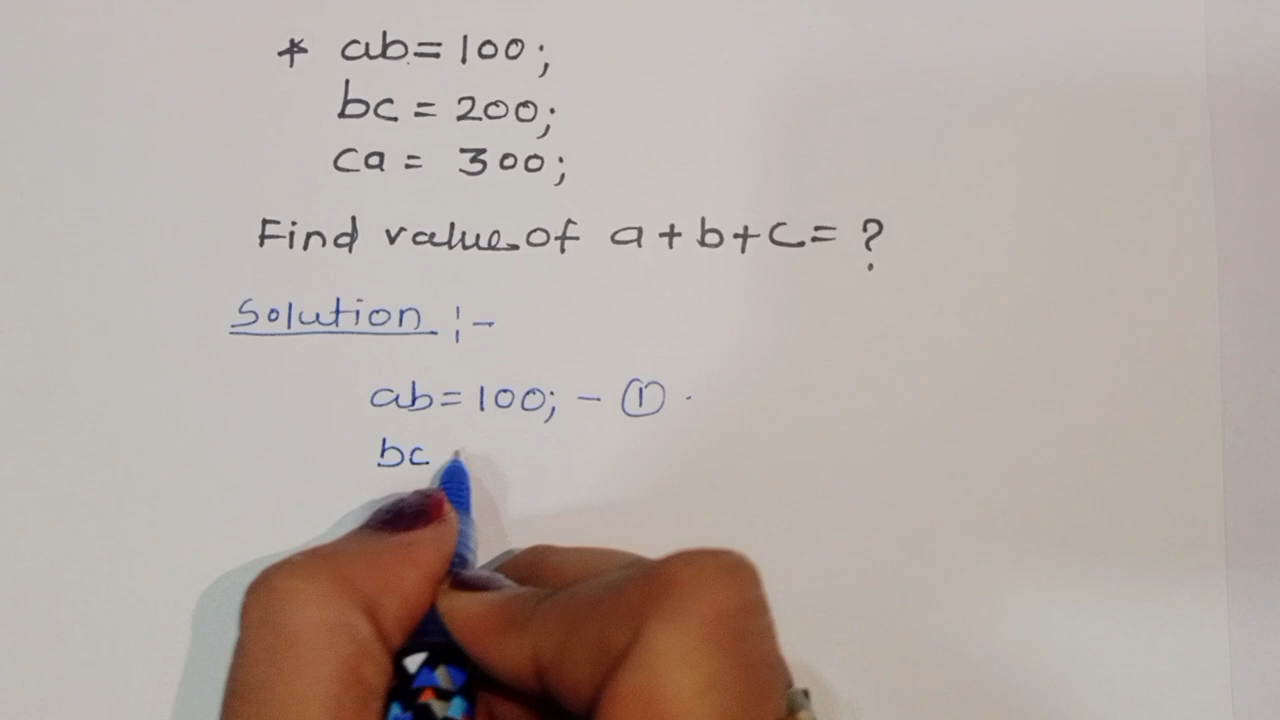 * ab = 100;
bc = 200;
ca = 300;
Find value of a + b + c = ?
Solution :-
ab = 100; - ①
bc